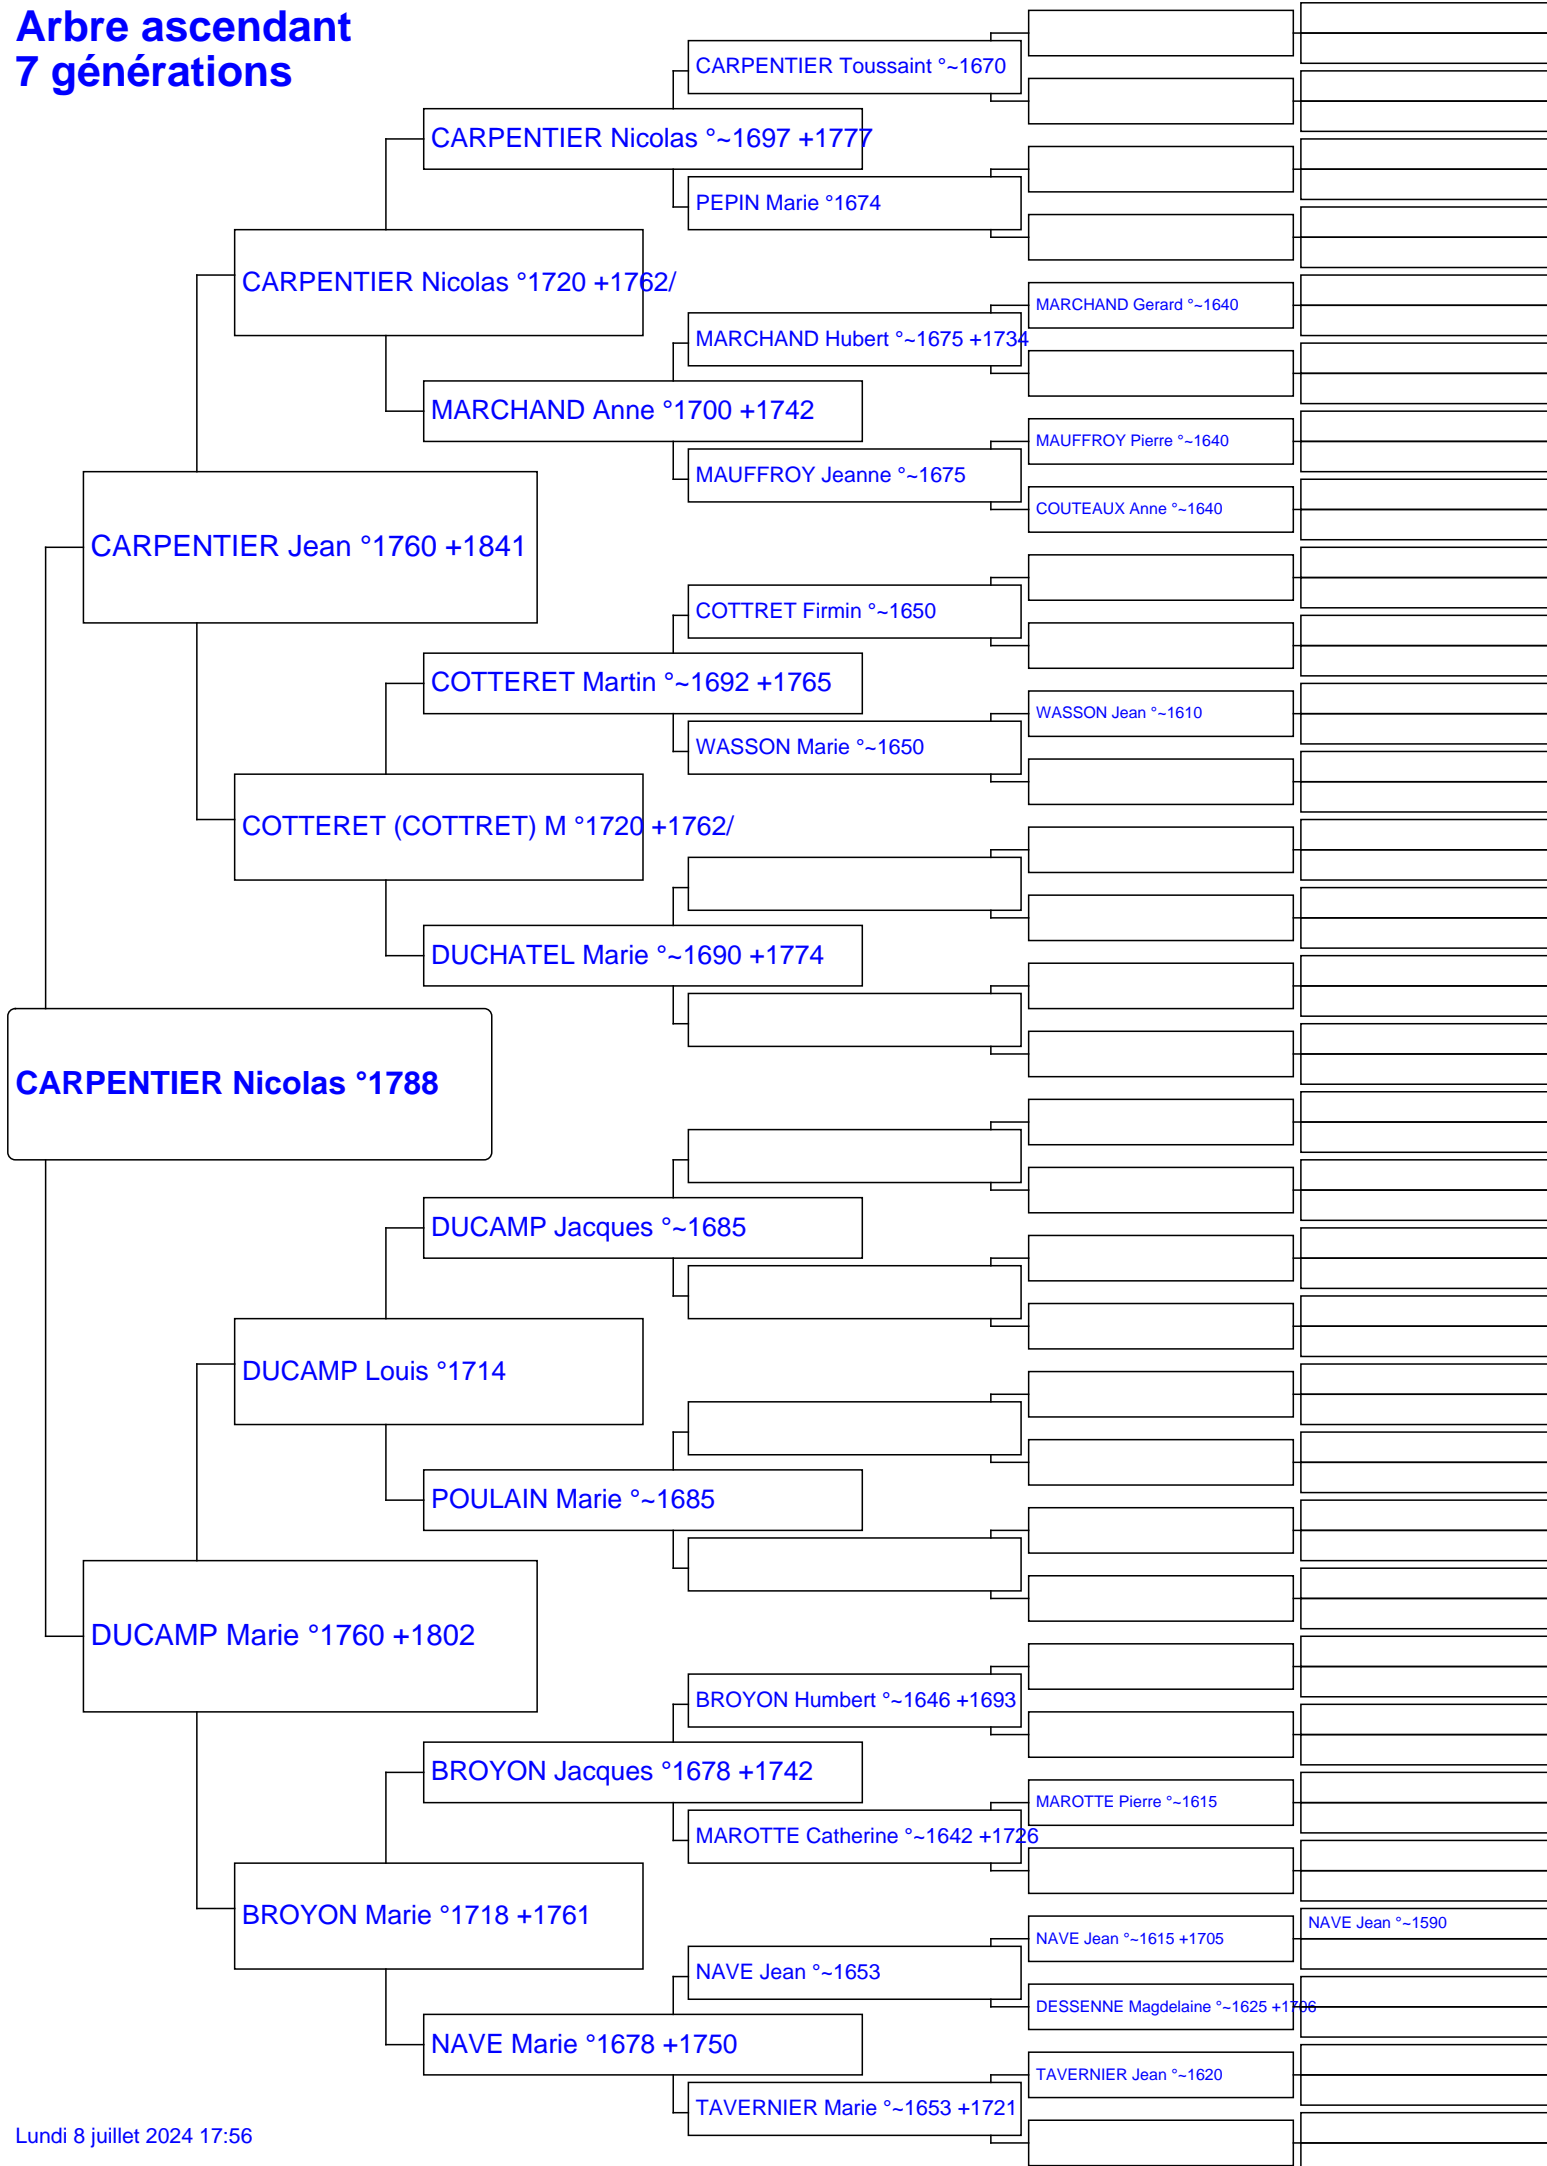 Arbre ascendant
7 générations
CARPENTIER Toussaint °~1670
CARPENTIER Nicolas °~1697 +1777
PEPIN Marie °1674
CARPENTIER Nicolas °1720 +1762/
MARCHAND Gerard °~1640
MARCHAND Hubert °~1675 +1734
MARCHAND Anne °1700 +1742
MAUFFROY Pierre °~1640
MAUFFROY Jeanne °~1675
COUTEAUX Anne °~1640
CARPENTIER Jean °1760 +1841
COTTRET Firmin °~1650
COTTERET Martin °~1692 +1765
WASSON Jean °~1610
WASSON Marie °~1650
COTTERET (COTTRET) M °1720 +1762/
DUCHATEL Marie °~1690 +1774
CARPENTIER Nicolas °1788
DUCAMP Jacques °~1685
DUCAMP Louis °1714
POULAIN Marie °~1685
DUCAMP Marie °1760 +1802
BROYON Humbert °~1646 +1693
BROYON Jacques °1678 +1742
MAROTTE Pierre °~1615
MAROTTE Catherine °~1642 +1726
BROYON Marie °1718 +1761
NAVE Jean °~1590
NAVE Jean °~1615 +1705
NAVE Jean °~1653
DESSENNE Magdelaine °~1625 +1706
NAVE Marie °1678 +1750
TAVERNIER Jean °~1620
TAVERNIER Marie °~1653 +1721
Lundi 8 juillet 2024 17:56